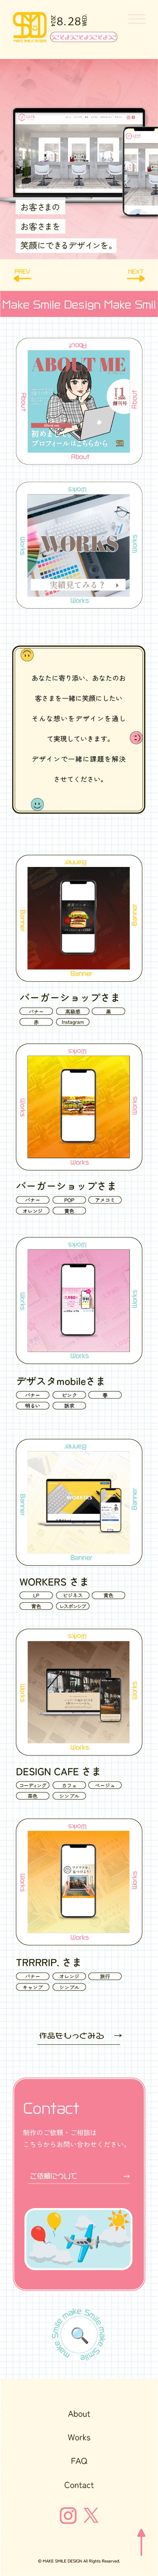 2024
8.28
COMING
お客さまの
お客さまを
笑顔にできるデザインを。
PREV
NEXT
Make Smile Design Make Smil
About
ABOUT ME
About
About
プロフィールはこちらから
About
Works
Works
WORKS
Works
実績見てみる？
Works
あなたに寄り添い、あなたのお
客さまを一緒に笑顔にしたい
そんな想いをデザインを通し
て実現していきます。
デザインで一緒に課題を解決
させてください。
Banner
Banner
Banner
Banner
バーガーショップさま
バナー
高級感
黒
赤
Instagram
Works
Works
Works
Works
バーガーショップさま
バナー
POP
アメコミ
オレンジ
黄色
Works
Works
Works
Works
デザスタmobileさま
バナー
ピンク
春
明るい
訴求
Banner
Banner
WORKERS
Banner
Banner
WORKERS さま
LP
ビジネス
黄色
青色
レスポンシブ
Works
Works
Works
Works
DESIGN CAFE さま
コーディング
カフェ
ベージュ
茶色
シンプル
Works
Works
Works
Works
TRRRRIP. さま
バナー
オレンジ
旅行
キャンプ
シンプル
作品をもっとみる
Contact
制作のご依頼・ご相談は
こちらからお問い合わせください。
ご依頼について
make Smile make Smile make Smile
About
Works
FAQ
Contact
© MAKE SMILE DESIGN All Rights Reserved.